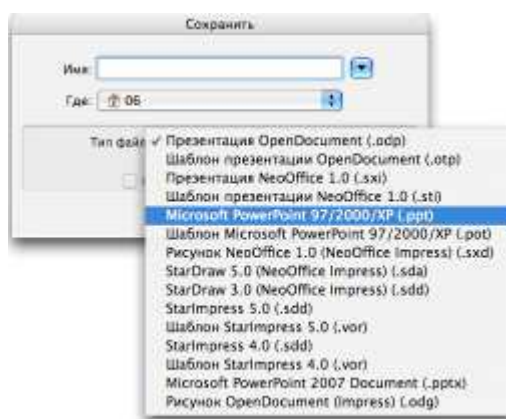 Сохранить
Имя:
Где: 06
Тип файл
✓ Презентация OpenDocument (.odp)
Шаблон презентации OpenDocument (.otp)
Презентация NeoOffice 1.0 (.sxi)
Шаблон презентации NeoOffice 1.0 (.sti)
Microsoft PowerPoint 97/2000/XP (.ppt)
Шаблон Microsoft PowerPoint 97/2000/XP (.pot)
Рисунок NeoOffice 1.0 (NeoOffice Impress) (.sxd)
StarDraw 5.0 (NeoOffice Impress) (.sda)
StarDraw 3.0 (NeoOffice Impress) (.sdd)
StarImpress 5.0 (.sdd)
Шаблон StarImpress 5.0 (.vor)
StarImpress 4.0 (.sdd)
Шаблон StarImpress 4.0 (.vor)
Microsoft PowerPoint 2007 Document (.pptx)
Рисунок OpenDocument (Impress) (.odg)